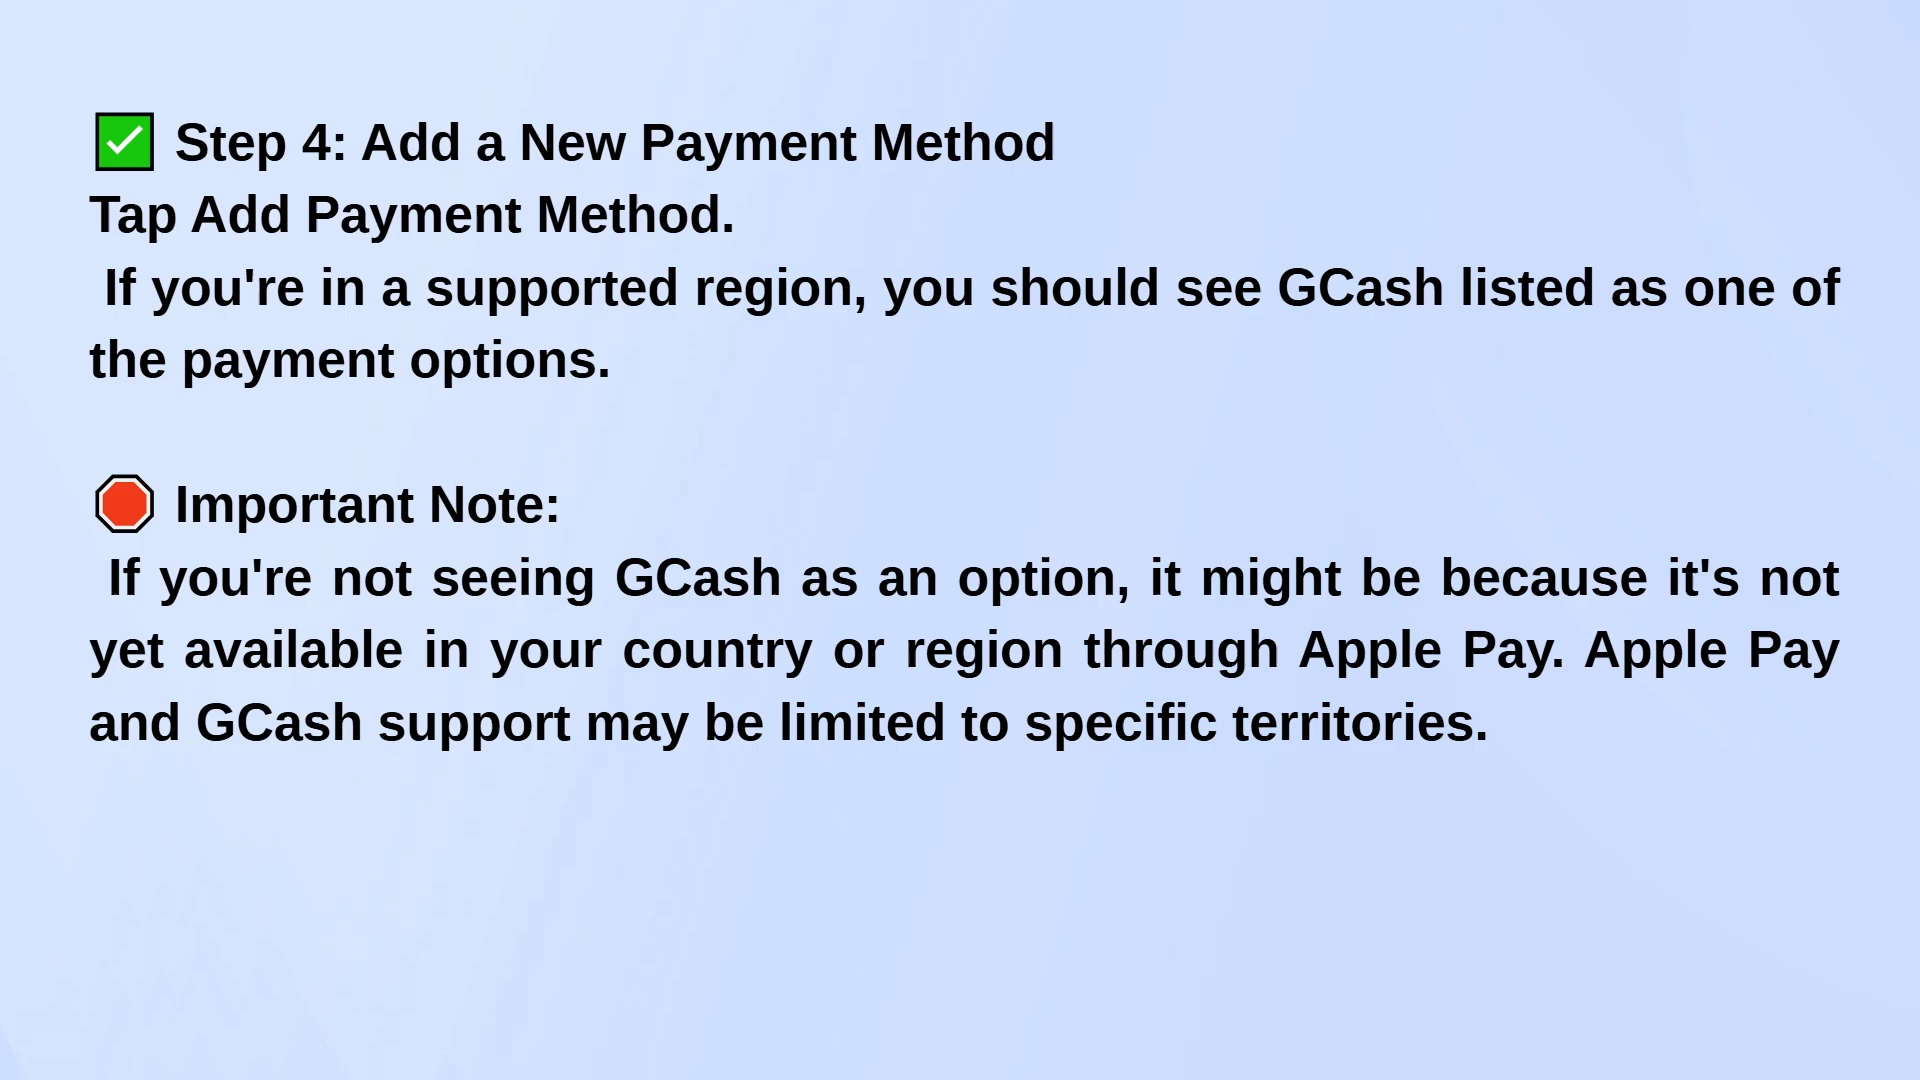 ✅ Step 4: Add a New Payment Method
Tap Add Payment Method.
If you're in a supported region, you should see GCash listed as one of
the payment options.
🛑 Important Note:
If you're not seeing GCash as an option, it might be because it's not
yet available in your country or region through Apple Pay. Apple Pay
and GCash support may be limited to specific territories.